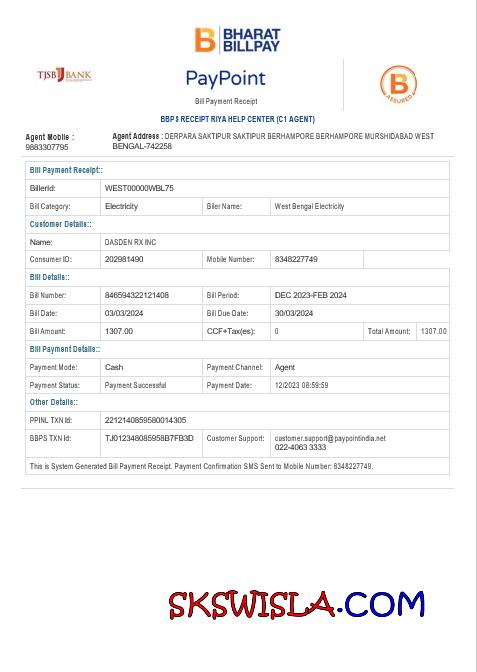 BHARAT
BILLPAY
TJSB BANK
PayPoint
Bill Payment Receipt
B ASSURED
BBPS RECEIPT RIYA HELP CENTER (C1 AGENT)
Agent Mobile : Agent Address : DERPARA SAKTIPUR SAKTIPUR BERHAMPORE BERHAMPORE MURSHIDABAD WEST
9883307795 BENGAL-742258
Bill Payment Receipt::
BillerId: WEST00000WBL75
Bill Category: Electricity Biler Name: West Bengal Electricity
Customer Details::
Name: DASDEN RX INC
Consumer ID: 202981490 Mobile Number: 8348227749
Bill Details::
Bill Number: 846594322121408 Bill Period: DEC 2023-FEB 2024
Bill Date: 03/03/2024 Bill Due Date: 30/03/2024
Bill Amount: 1307.00 CCF+Tax(es): 0 Total Amount: 1307.00
Bill Payment Details::
Payment Mode: Cash Payment Channel: Agent
Payment Status: Payment Successful Payment Date: 12/2023 08:59:59
Other Details::
PPINL TXN Id: 2212140859580014305
BBPS TXN Id: TJ012348085958B7FB3D Customer Support: customer.support@paypointindia.net
022-4063 3333
This is System Generated Bill Payment Receipt. Payment Confirmation SMS Sent to Mobile Number: 8348227749.
SKSWISLA.COM